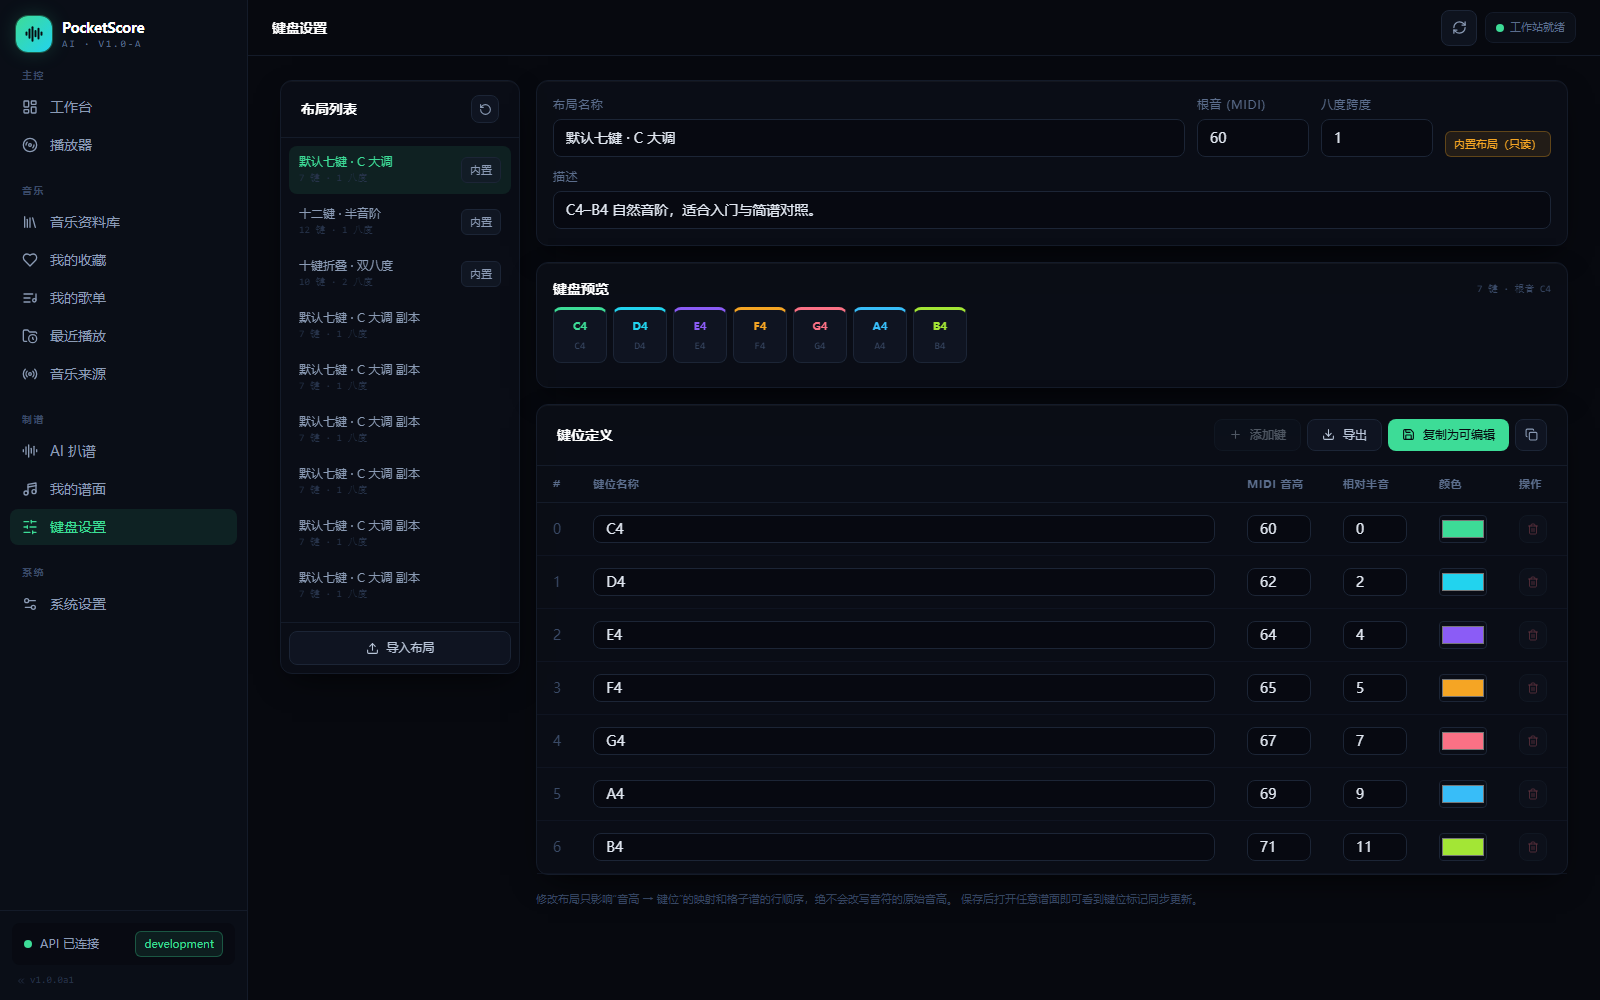 PocketScore
AI · V1.0-A
主控
工作台
播放器
音乐
音乐资料库
我的收藏
我的歌单
最近播放
音乐来源
制谱
AI 扒谱
我的谱面
键盘设置
系统
系统设置
API 已连接
development
v1.0.0a1
键盘设置
工作站就绪
布局列表
默认七键 · C 大调
7 键 · 1 八度
内置
十二键 · 半音阶
12 键 · 1 八度
内置
十键折叠 · 双八度
10 键 · 2 八度
内置
默认七键 · C 大调 副本
7 键 · 1 八度
默认七键 · C 大调 副本
7 键 · 1 八度
默认七键 · C 大调 副本
7 键 · 1 八度
默认七键 · C 大调 副本
7 键 · 1 八度
默认七键 · C 大调 副本
7 键 · 1 八度
默认七键 · C 大调 副本
7 键 · 1 八度
导入布局
布局名称
根音 (MIDI)
八度跨度
默认七键 · C 大调
60
1
内置布局（只读）
描述
C4–B4 自然音阶，适合入门与简谱对照。
键盘预览
7 键 · 根音 C4
C4 D4 E4 F4 G4 A4 B4
C4 D4 E4 F4 G4 A4 B4
键位定义
添加键
导出
复制为可编辑
# 键位名称 MIDI 音高 相对半音 颜色 操作
0 C4 60 0
1 D4 62 2
2 E4 64 4
3 F4 65 5
4 G4 67 7
5 A4 69 9
6 B4 71 11
修改布局只影响"音高 → 键位"的映射和格子谱的行顺序，绝不会改写音符的原始音高。 保存后打开任意谱面即可看到键位标记同步更新。